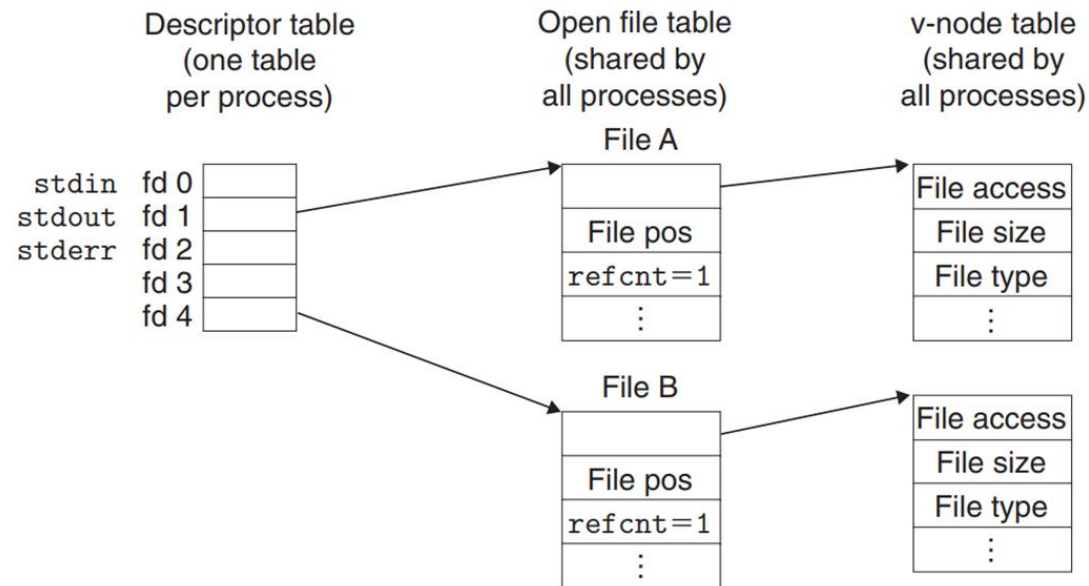 Descriptor table
(one table
per process)
Open file table
(shared by
all processes)
v-node table
(shared by
all processes)
stdin fd 0
stdout fd 1
stderr fd 2
fd 3
fd 4
File A
File pos
refcnt=1
⋮
File access
File size
File type
⋮
File B
File pos
refcnt=1
⋮
File access
File size
File type
⋮